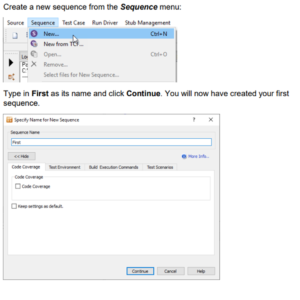 Create a new sequence from the Sequence menu:
Source Sequence Test Case Run Driver Stub Management
New... Ctrl+N
New from TCF...
Open... Ctrl+O
Remove...
Select files for New Sequence...
Type in First as its name and click Continue. You will now have created your first
sequence.
Specify Name for New Sequence ? ×
Sequence Name
First
<< Hide More Info...
Code Coverage Test Environment Build Execution Commands Test Scenarios
Code Coverage
Code Coverage
Keep settings as default.
Continue Cancel Help